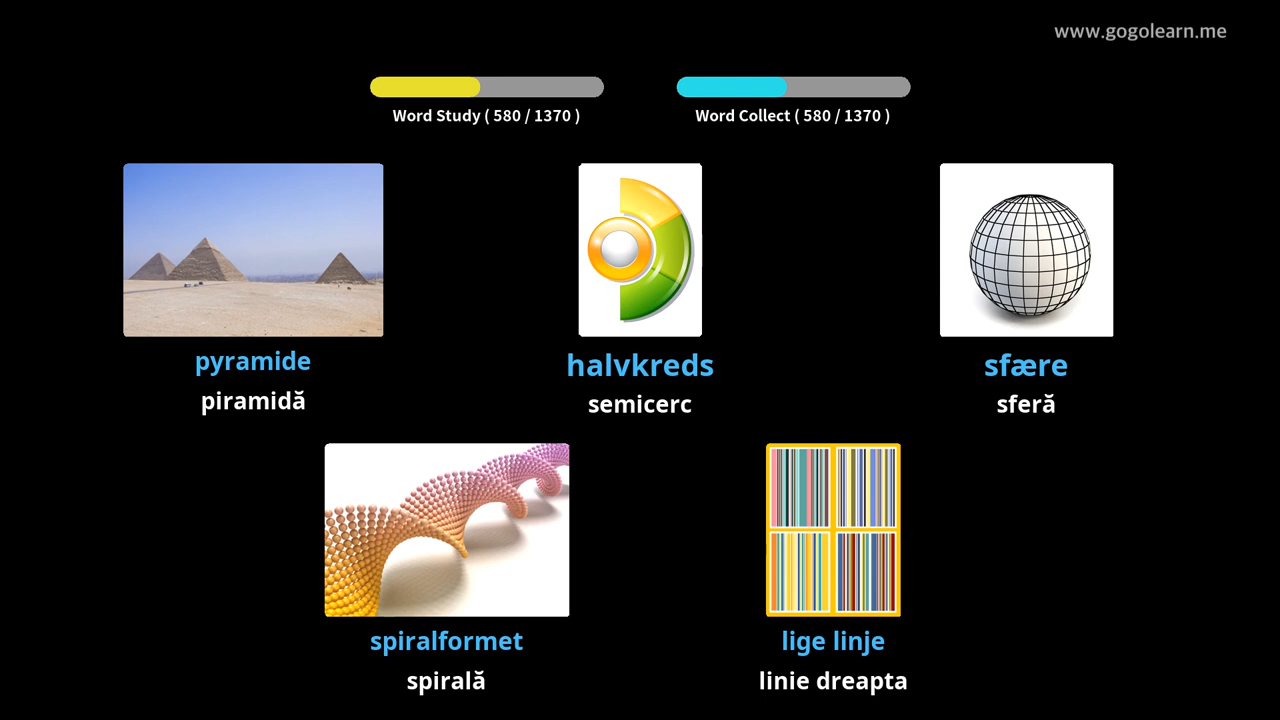 www.gogolearn.me
Word Study ( 580 / 1370 )
Word Collect ( 580 / 1370 )
pyramide
piramidă
halvkreds
semicerc
sfære
sferă
spiralformet
spirală
lige linje
linie dreapta